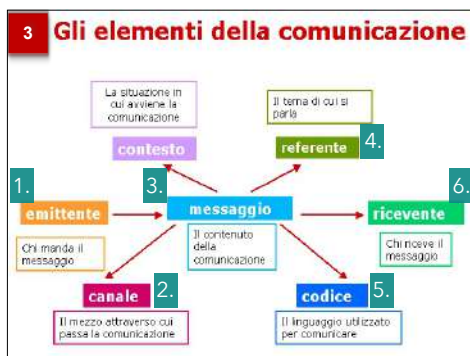 3 Gli elementi della comunicazione
La situazione in
cui avviene la
comunicazione
contesto
Il tema di cui si
parla
referente
4.
1.
emittente
Chi manda il
messaggio
3.
messaggio
Il contenuto
della
comunicazione
6.
ricevente
Chi riceve il
messaggio
canale
2.
Il mezzo attraverso cui
passa la comunicazione
codice
5.
Il linguaggio utilizzato
per comunicare